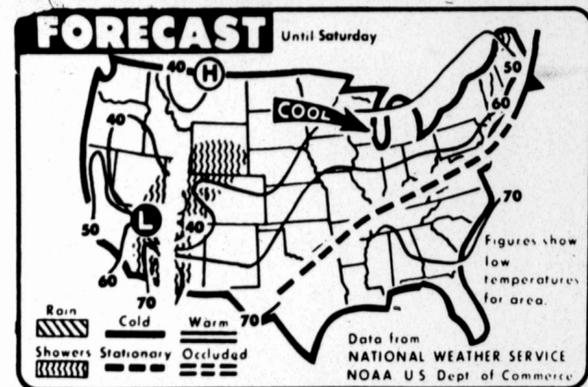 FORECAST Until Saturday
40 H
50
60
COOL
40
50
L
40
60
70
70
70
Figures show
low
temperatures
for area.
Rain Cold Warm
Showers Stationary Occluded
Data from
NATIONAL WEATHER SERVICE
NOAA US Dept of Commerce